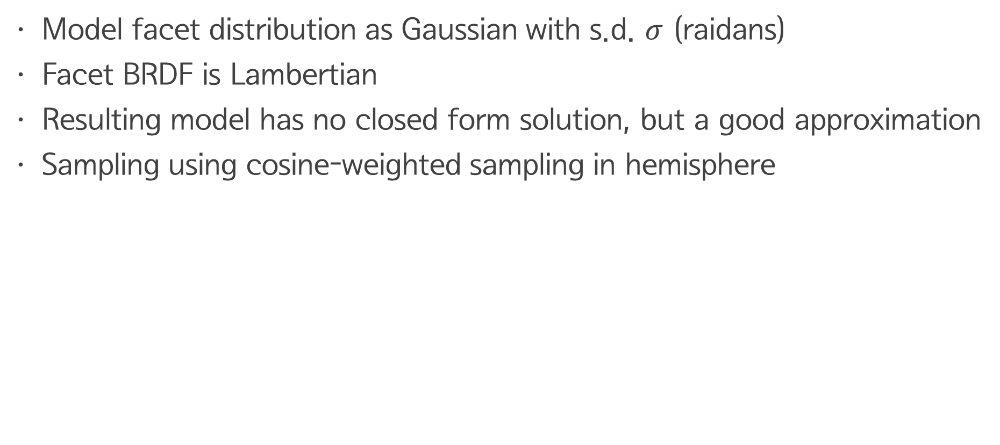 · Model facet distribution as Gaussian with s.d. σ (raidans)
· Facet BRDF is Lambertian
· Resulting model has no closed form solution, but a good approximation
· Sampling using cosine-weighted sampling in hemisphere